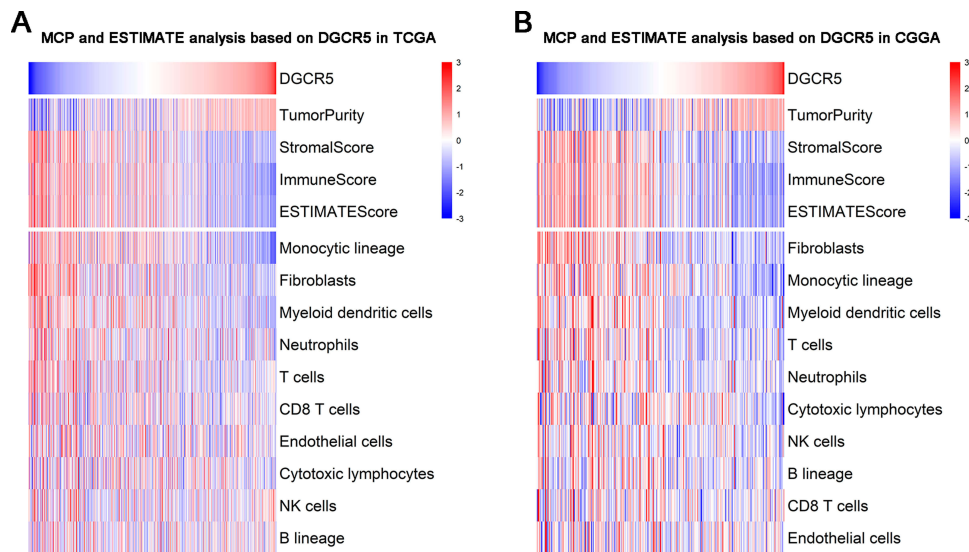 A
MCP and ESTIMATE analysis based on DGCR5 in TCGA
DGCR5
TumorPurity
StromalScore
ImmuneScore
ESTIMATEScore
Monocytic lineage
Fibroblasts
Myeloid dendritic cells
Neutrophils
T cells
CD8 T cells
Endothelial cells
Cytotoxic lymphocytes
NK cells
B lineage
3
2
1
0
-1
-2
-3
B
MCP and ESTIMATE analysis based on DGCR5 in CGGA
DGCR5
TumorPurity
StromalScore
ImmuneScore
ESTIMATEScore
Fibroblasts
Monocytic lineage
Myeloid dendritic cells
T cells
Neutrophils
Cytotoxic lymphocytes
NK cells
B lineage
CD8 T cells
Endothelial cells
3
2
1
0
-1
-2
-3